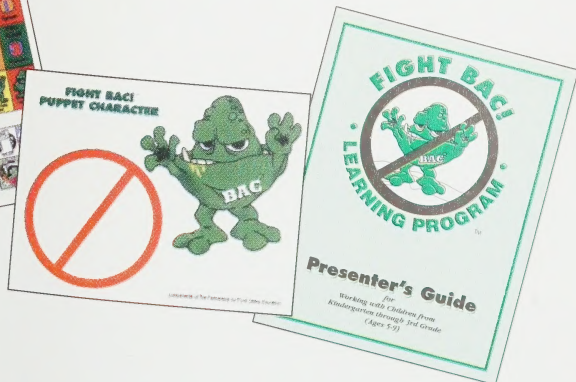 FIGHT BAC!
PUPPET CHARACTER
BAC
FIGHT BAC!
LEARNING PROGRAM
BAC
TM
Presenter's Guide
for
Working with Children from
Kindergarten through 3rd Grade
(Ages 5-9)